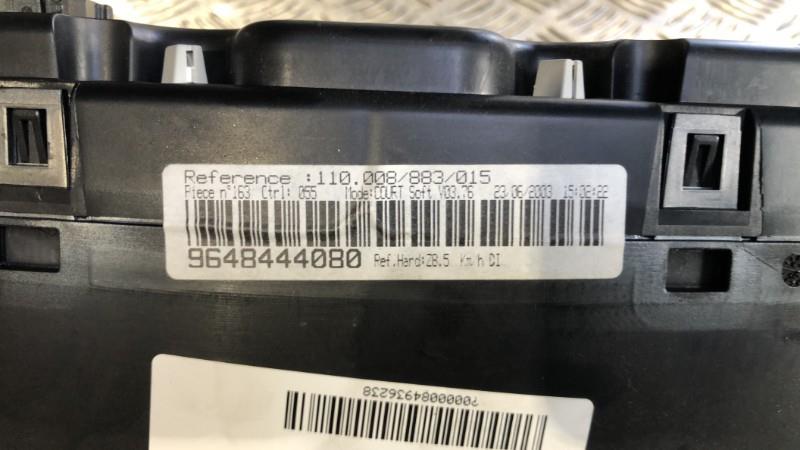 Reference :110.008/883/015
Piece n°163 Ctrl: 055 Mode:COURT Soft V03.76 23/06/2003 15:02:22
9648444080 Ref.Hard:28.5 Km/h DI
700000084936238